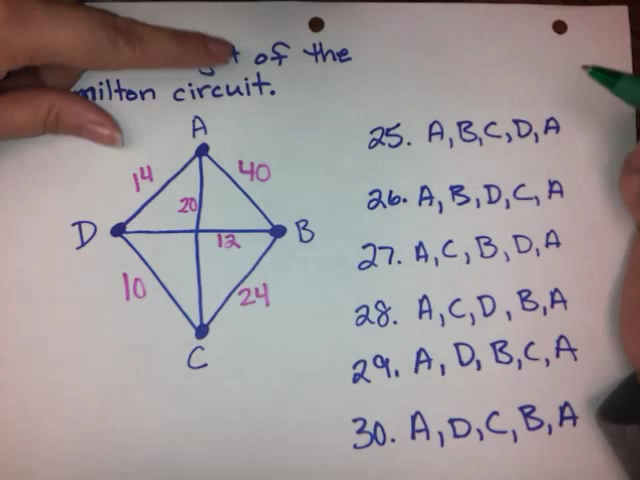 of the
milton circuit.
A
14
40
20
D
12
B
10
24
C
25. A, B, C, D, A
26. A, B, D, C, A
27. A, C, B, D, A
28. A, C, D, B, A
29. A, D, B, C, A
30. A, D, C, B, A